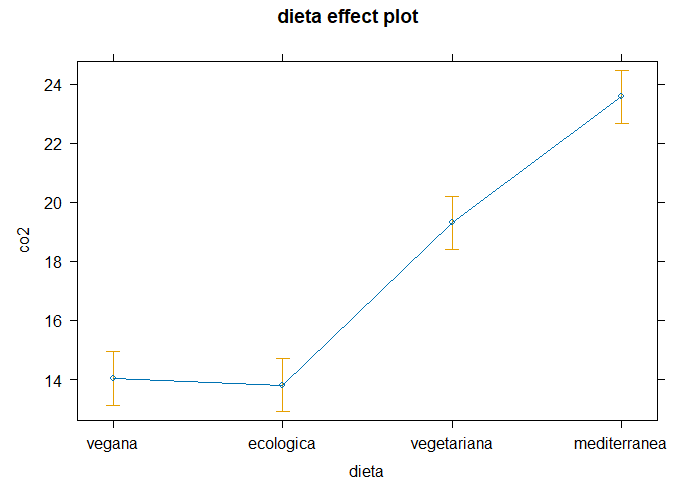 dieta effect plot
24
22
20
18
16
14
co2
vegana ecologica vegetariana mediterranea
dieta